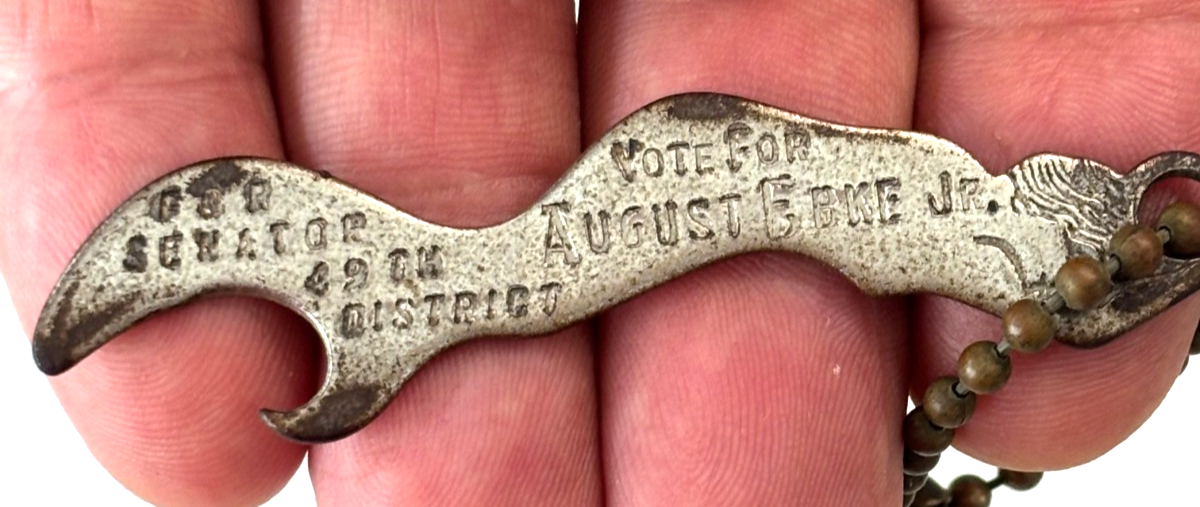 VOTE FOR
AUGUST EBKE JR.
FOR
SENATOR
49TH
DISTRICT